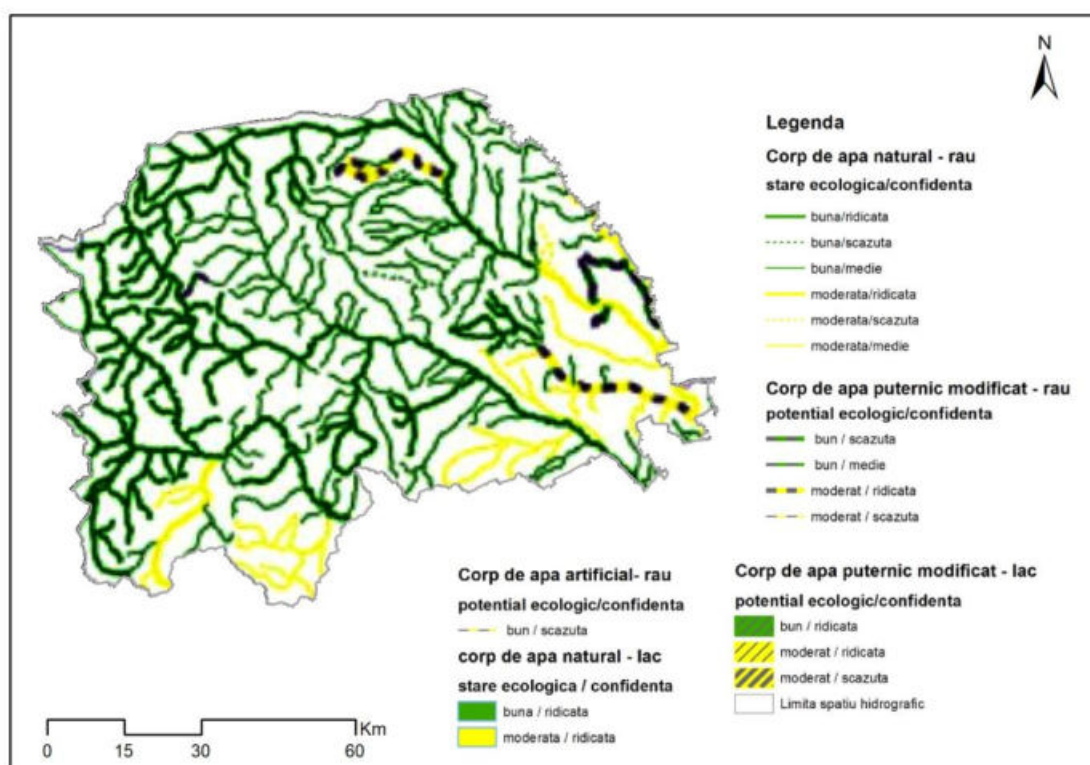 N
Legenda
Corp de apa natural - rau
stare ecologica/confidenta
buna/ridicata
buna/scazuta
buna/medie
moderata/ridicata
moderata/scazuta
moderata/medie
Corp de apa puternic modificat - rau
potential ecologic/confidenta
bun / scazuta
bun / medie
moderat / ridicata
moderat / scazuta
Corp de apa artificial- rau
potential ecologic/confidenta
bun / scazuta
corp de apa natural - lac
stare ecologica / confidenta
buna / ridicata
moderata / ridicata
Corp de apa puternic modificat - lac
potential ecologic/confidenta
bun / ridicata
moderat / ridicata
moderat / scazuta
Limita spatiu hidrografic
Km
0 15 30 60